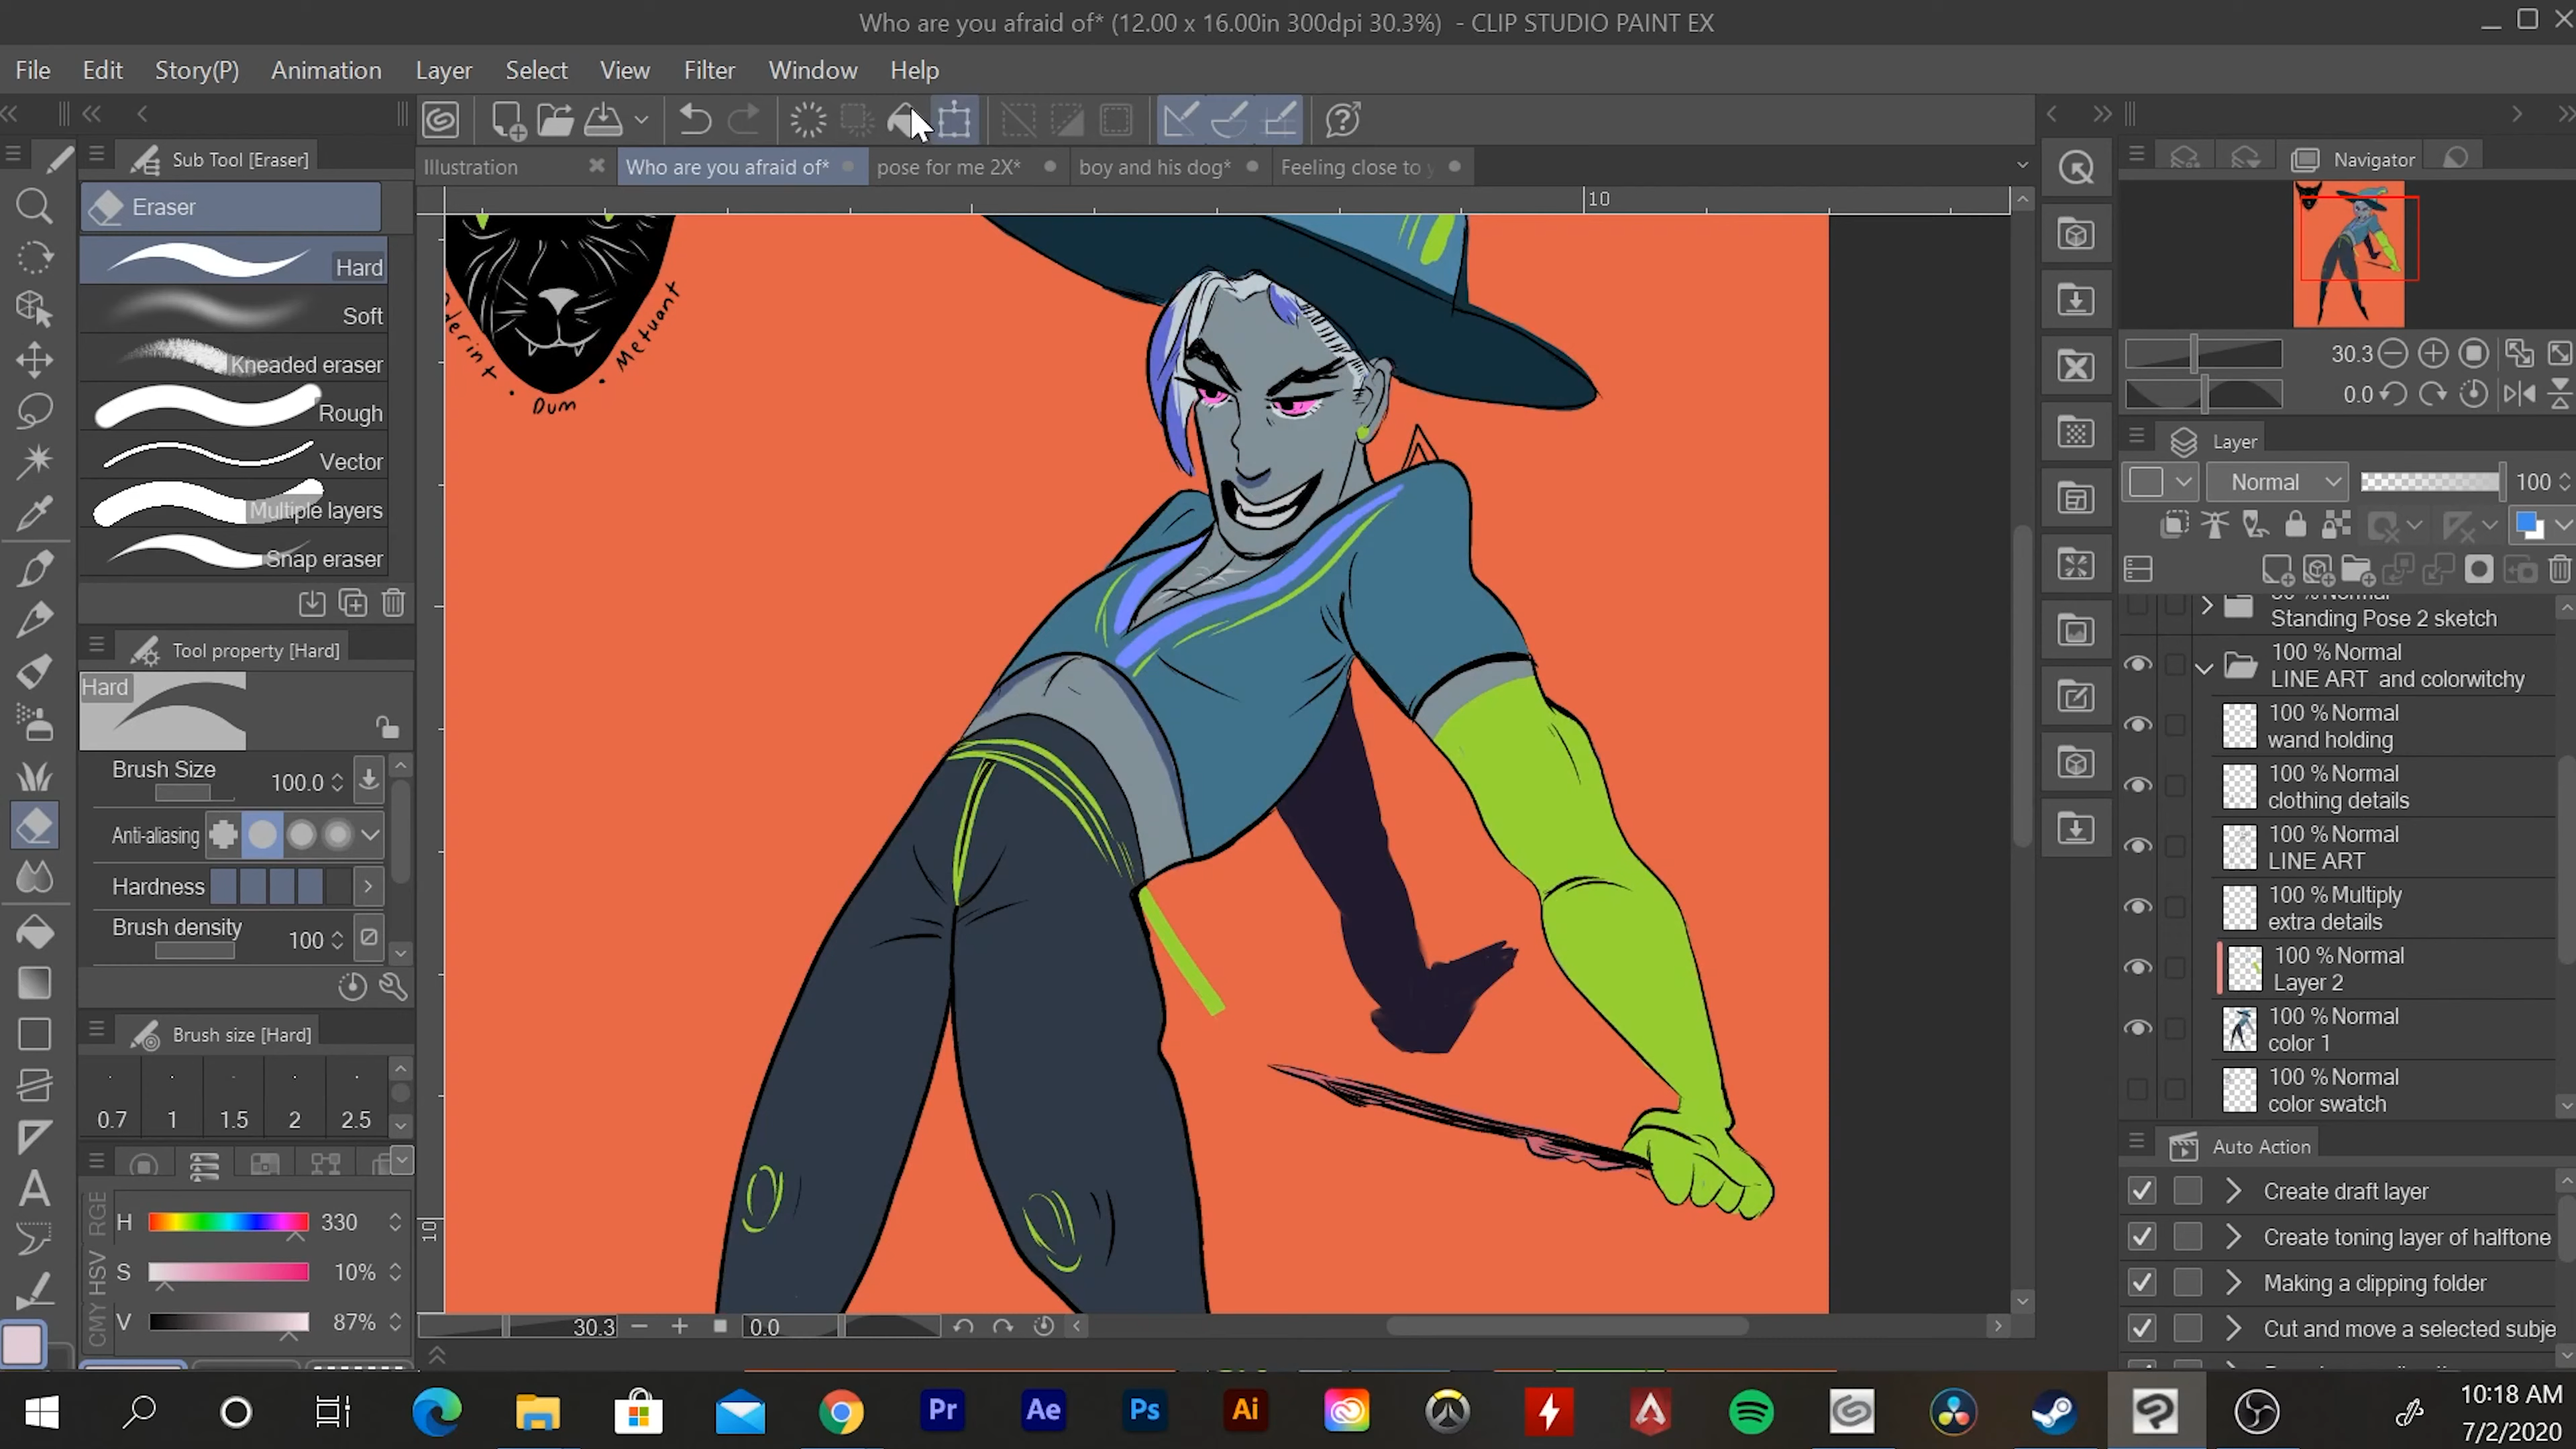 Who are you afraid of* (12.00 x 16.00in 300dpi 30.3%) - CLIP STUDIO PAINT EX
File Edit Story(P) Animation Layer Select View Filter Window Help
Sub Tool [Eraser]
Illustration Who are you afraid of* pose for me 2X* boy and his dog* Feeling close to
Navigator
Eraser
10
Hard
Soft
Kneaded eraser
Rough
Vector
Multiple layers
Snap eraser
Dum
Metuant
30.3
0.0
Layer
Normal 100
Standing Pose 2 sketch
100 %Normal
LINE ART and colorwitchy
100 %Normal
wand holding
100 %Normal
clothing details
100 %Normal
LINE ART
100 %Multiply
extra details
100 %Normal
Layer 2
100 %Normal
color 1
100 %Normal
color swatch
Tool property [Hard]
Hard
Brush Size 100.0
Anti-aliasing
Hardness
Brush density 100
Brush size [Hard]
0.7 1 1.5 2 2.5
RGE
HSV
CMY
H 330
S 10%
V 87%
10
30.3 0.0
Auto Action
Create draft layer
Create toning layer of halftone
Making a clipping folder
Cut and move a selected subje
Pr Ae Ps Ai
10:18 AM
7/2/2020